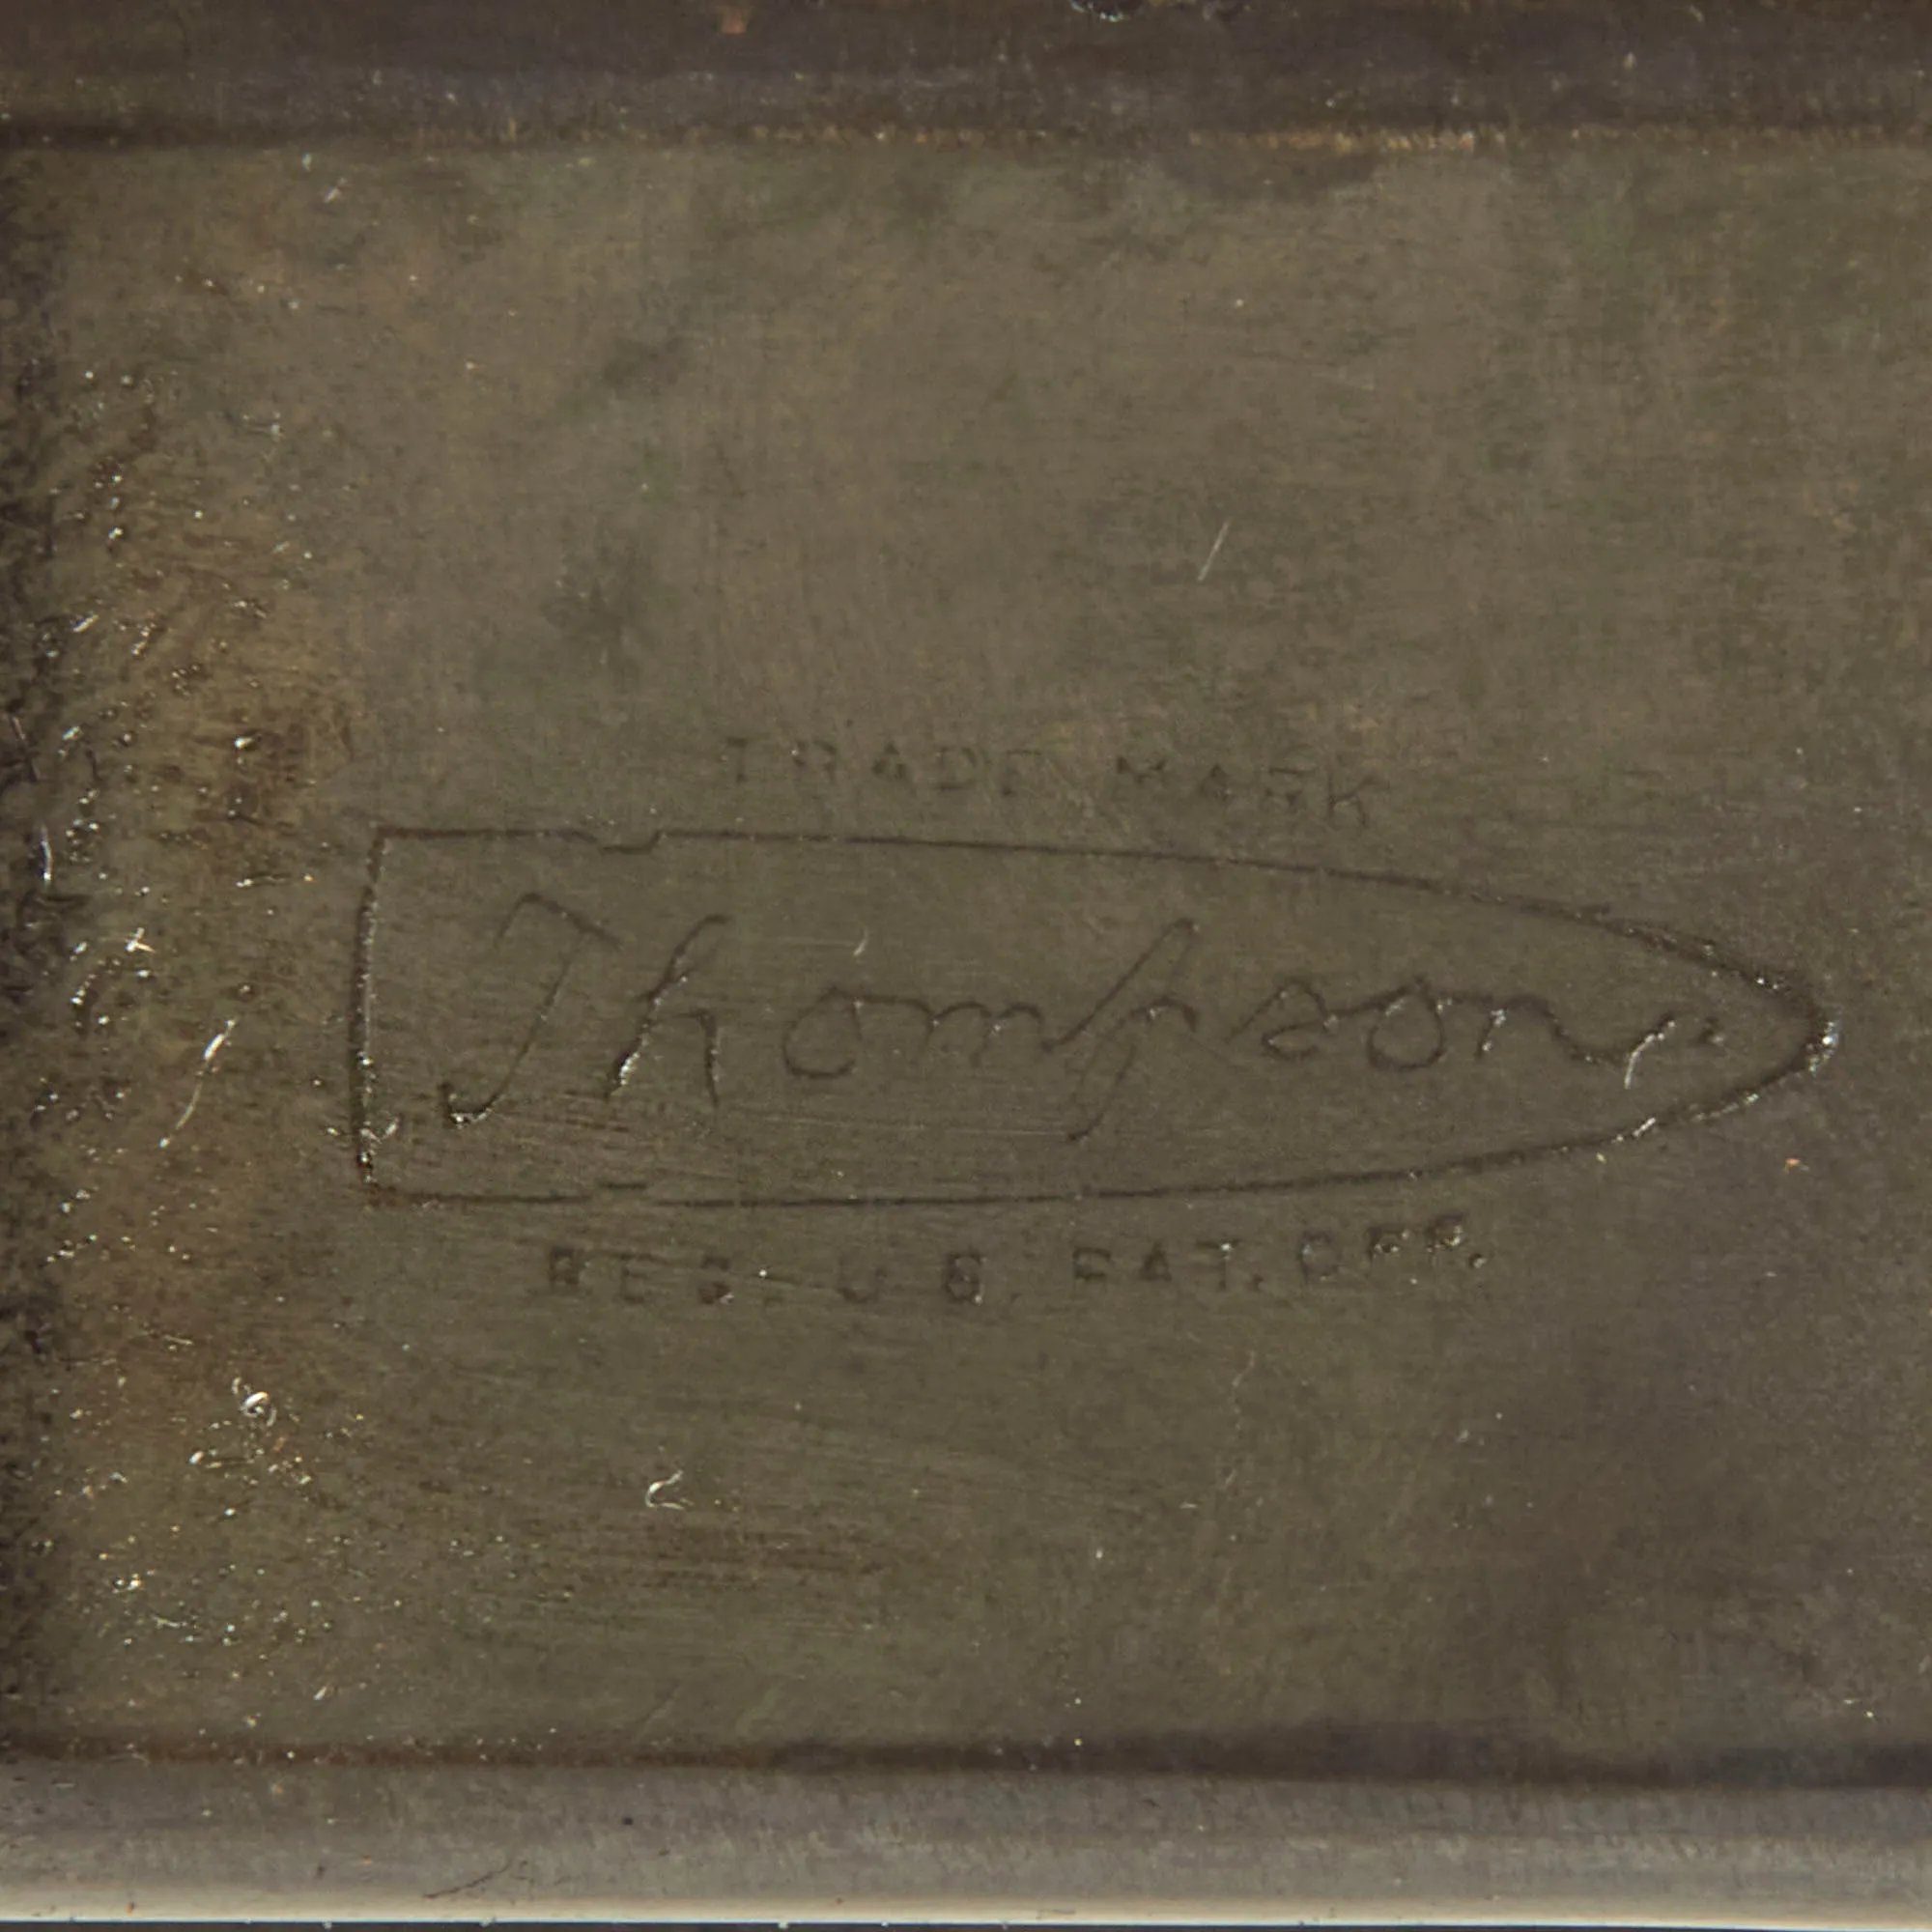 TRADE MARK
Thompson
REG. U.S. PAT. OFF.